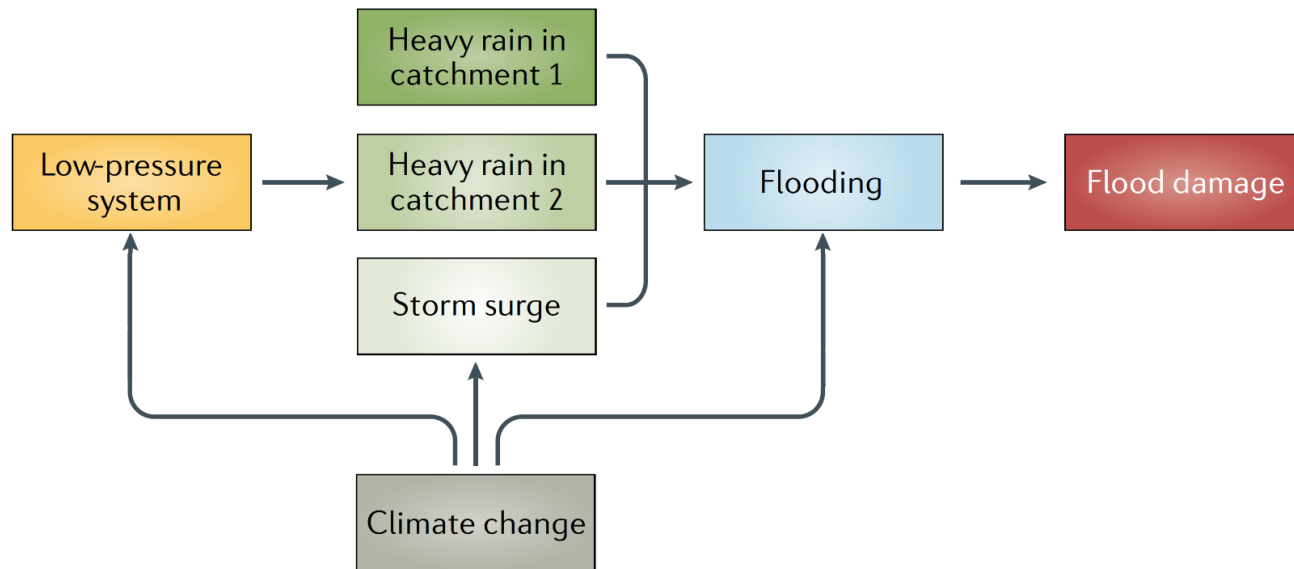 Heavy rain in
catchment 1
Low-pressure
system
Heavy rain in
catchment 2
Flooding
Flood damage
Storm surge
Climate change